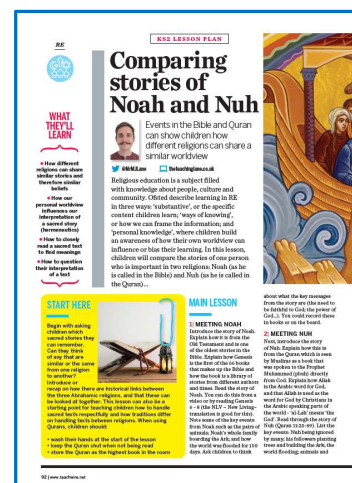 RE
KS2 LESSON PLAN
Comparing
stories of
Noah and Nuh
Events in the Bible and Quran
can show children how
different religions can share a
similar worldview
@MrMJLane
theteachinglane.co.uk
WHAT
THEY'LL
LEARN
How different
religions can share
similar stories and
therefore similar
beliefs
How our
personal worldview
influences our
interpretation of
a sacred story
(hermeneutics)
How to closely
read a sacred text
to find meanings
How to question
their interpretation
of a text
Religious education is a subject filled
with knowledge about people, culture and
community. Ofsted describe learning in RE
in three ways: 'substantive', or the specific
content children learn; 'ways of knowing',
or how we can frame the information; and
'personal knowledge', where children build
an awareness of how their own worldview can
influence or bias their learning. In this lesson,
children will compare the stories of one person
who is important in two religions: Noah (as he
is called in the Bible) and Nuh (as he is called in
the Quran)...
START HERE
Begin with asking
children which
sacred stories they
can remember.
Can they think
of any that are
similar or the same
from one religion
to another?
Introduce or
recap on how there are historical links between
the three Abrahamic religions, and that these can
be looked at together. This lesson can also be a
starting point for teaching children how to handle
sacred texts respectfully and how traditions differ
on handling texts between religions. When using
Qurans, children should:
• wash their hands at the start of the lesson
• keep the Quran shut when not being read
• store the Quran as the highest book in the room
MAIN LESSON
1| MEETING NOAH
Introduce the story of Noah.
Explain how it is from the
Old Testament and is one
of the oldest stories in the
Bible. Explain how Genesis
is the first of the 66 books
that makes up the Bible and
how the book is a library of
stories from different authors
and times. Read the story of
Noah. You can do this from a
video or by reading Genesis
6 - 8 (the NLV – New Living-
translation is good for this).
Note some of the key events
from Noah such as the pairs of
animals; Noah's whole family
boarding the Ark; and how
the world was flooded for 150
days. Ask children to think
about what the key messages
from the story are (the need to
be faithful to God; the power of
God...). You could record these
in books or on the board.
2| MEETING NUH
Next, introduce the story
of Nuh. Explain how this is
from the Quran which is seen
by Muslims as a book that
was spoken to the Prophet
Muhammad (pbuh) directly
from God. Explain how Allah
is the Arabic word for God,
and that Allah is used as the
word for God by Christians in
the Arabic speaking parts of
the world - 'al-Lah' means 'the
God'. Read through the story of
Nuh (Quran 11:25-49). List the
key events: Nuh being ignored
by many; his followers planting
trees and building the Ark, the
world flooding; animals and
92 | www.teachwire.net